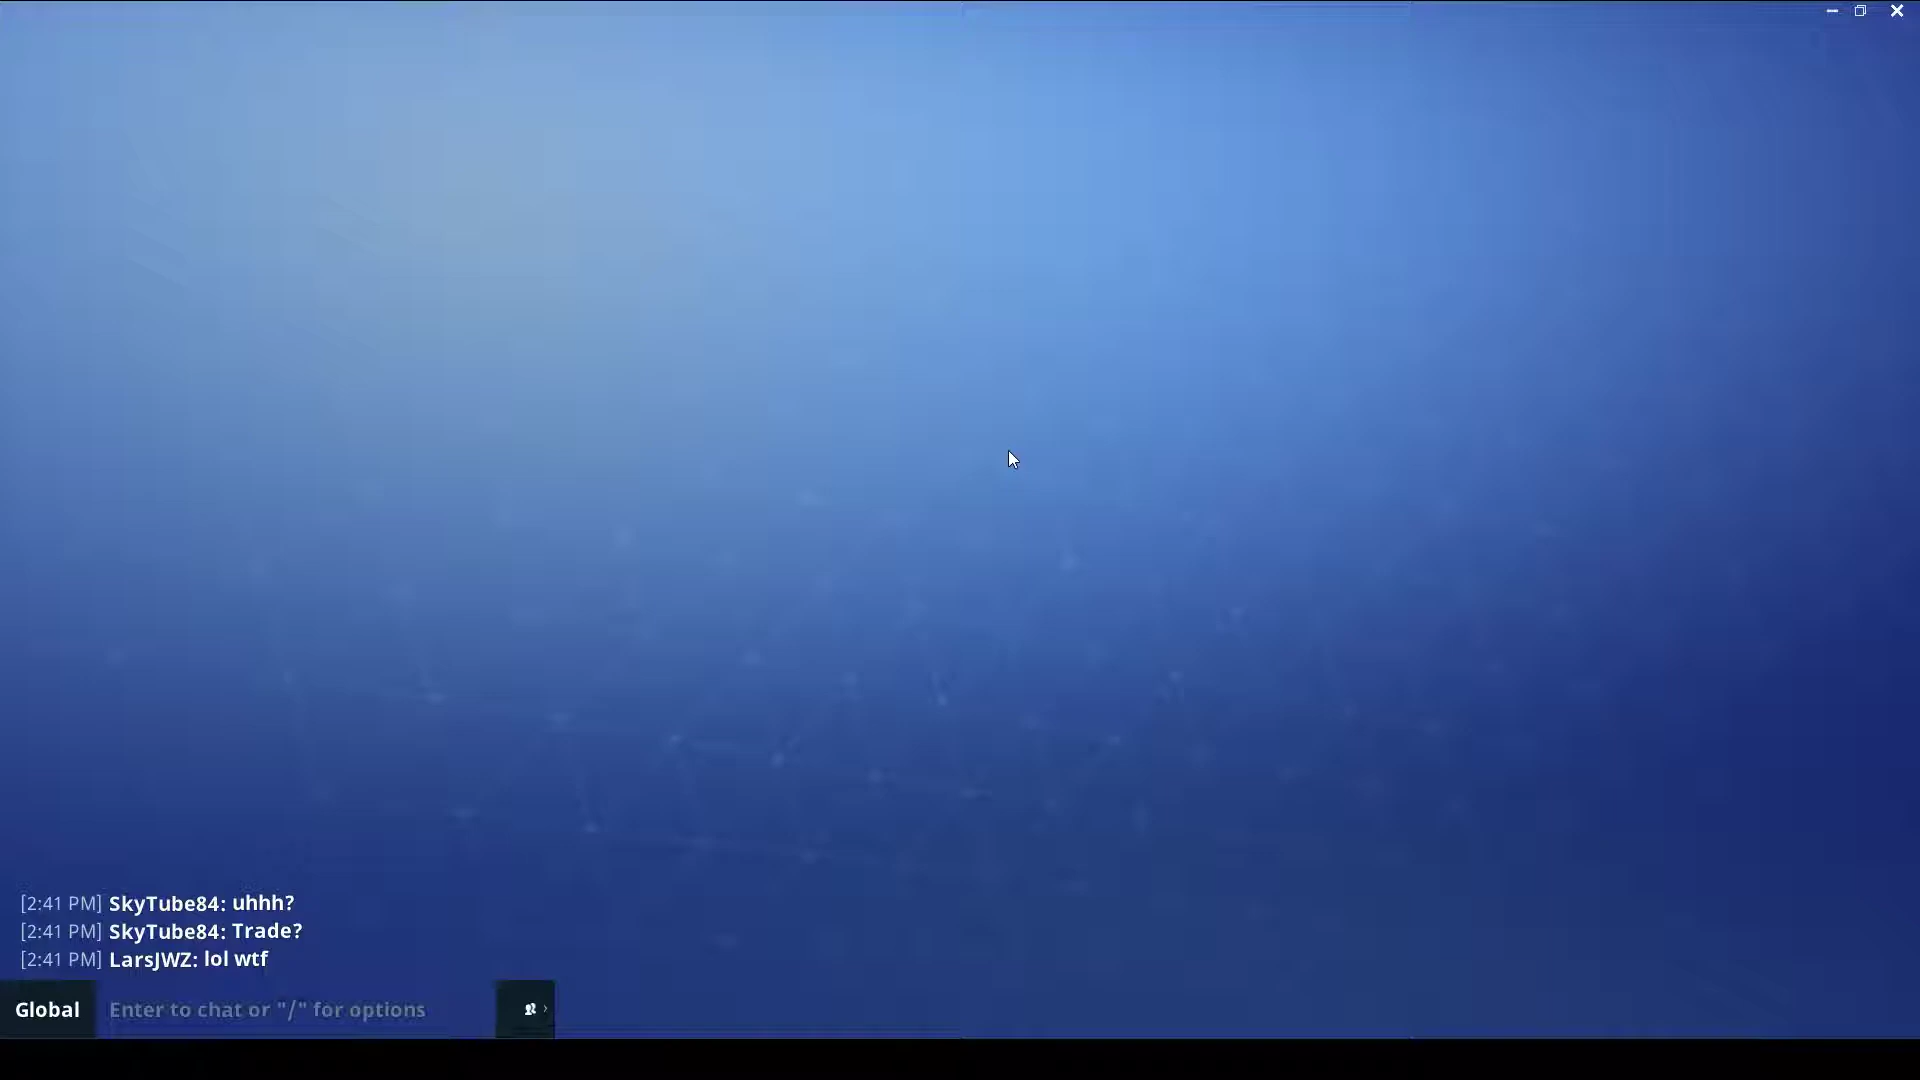 [2:41 PM] SkyTube84: uhhh?
[2:41 PM] SkyTube84: Trade?
[2:41 PM] LarsJWZ: lol wtf
Global Enter to chat or "/" for options